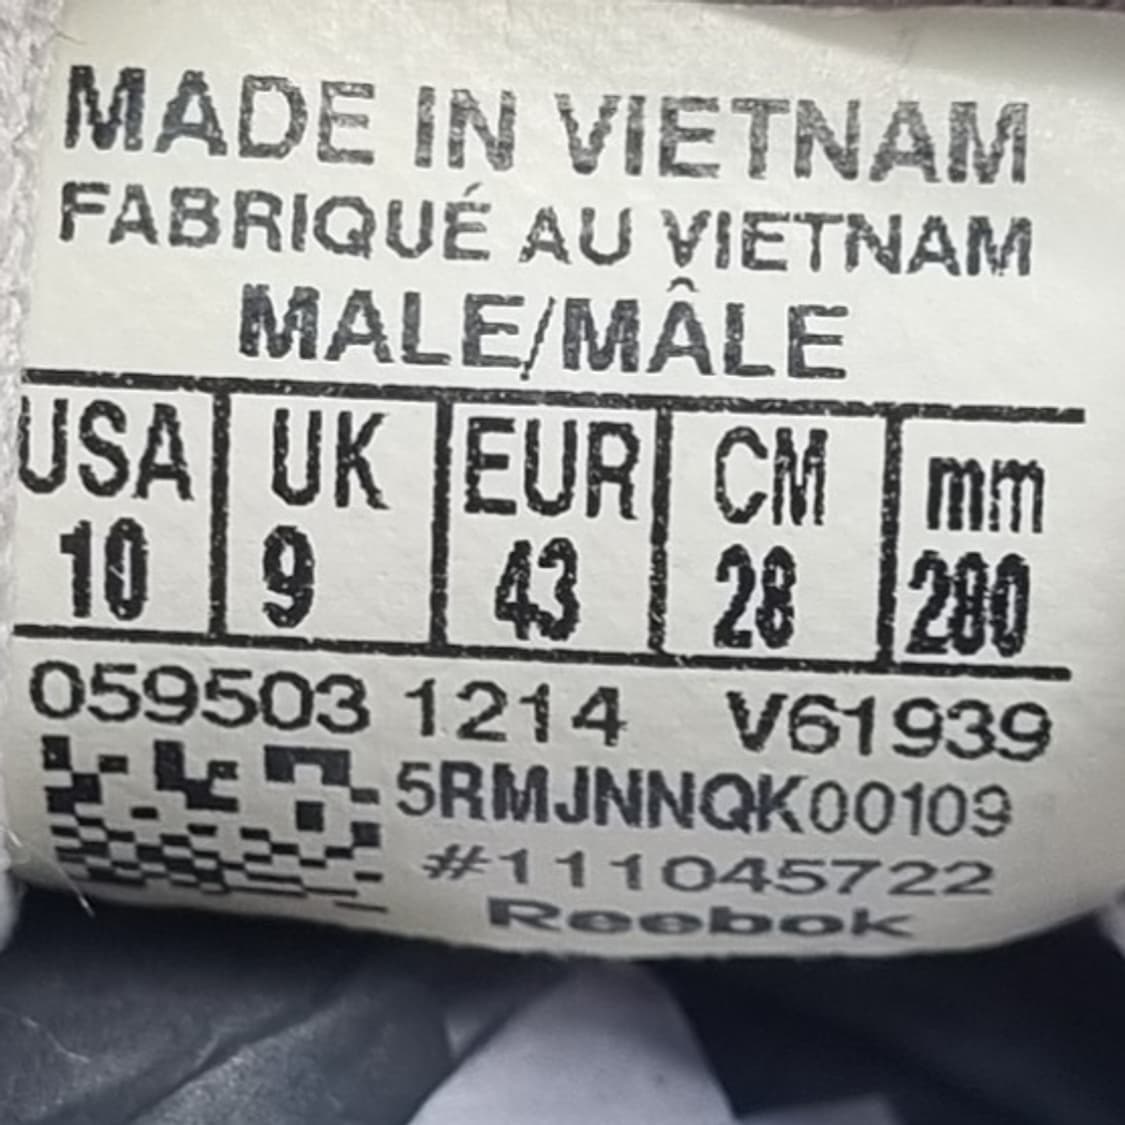 MADE IN VIETNAM
FABRIQUÉ AU VIETNAM
MALE/MÂLE
USA UK EUR CM mm
10 9 43 28 280
059503 1214 V61939
5RMJNNQK00109
#111045722
Reebok